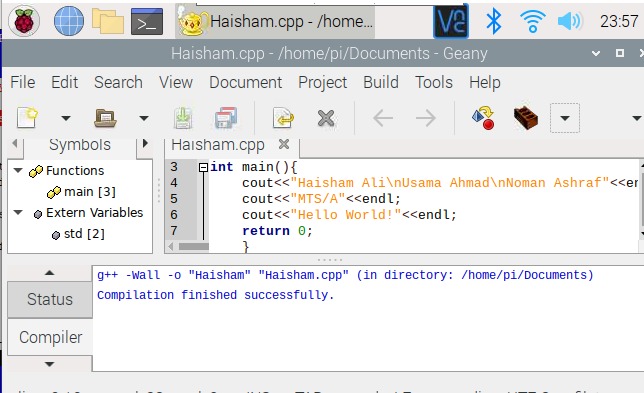 Haisham.cpp - /home...
23:57
Haisham.cpp - /home/pi/Documents - Geany
File Edit Search View Document Project Build Tools Help
Symbols
Haisham.cpp
Functions
main [3]
Extern Variables
std [2]
3 int main(){
4 cout<<"Haisham Ali\nUsama Ahmad\nNoman Ashraf"<<en
5 cout<<"MTS/A"<<endl;
6 cout<<"Hello World!"<<endl;
7 return 0;
}
Status
Compiler
g++ -Wall -o "Haisham" "Haisham.cpp" (in directory: /home/pi/Documents)
Compilation finished successfully.